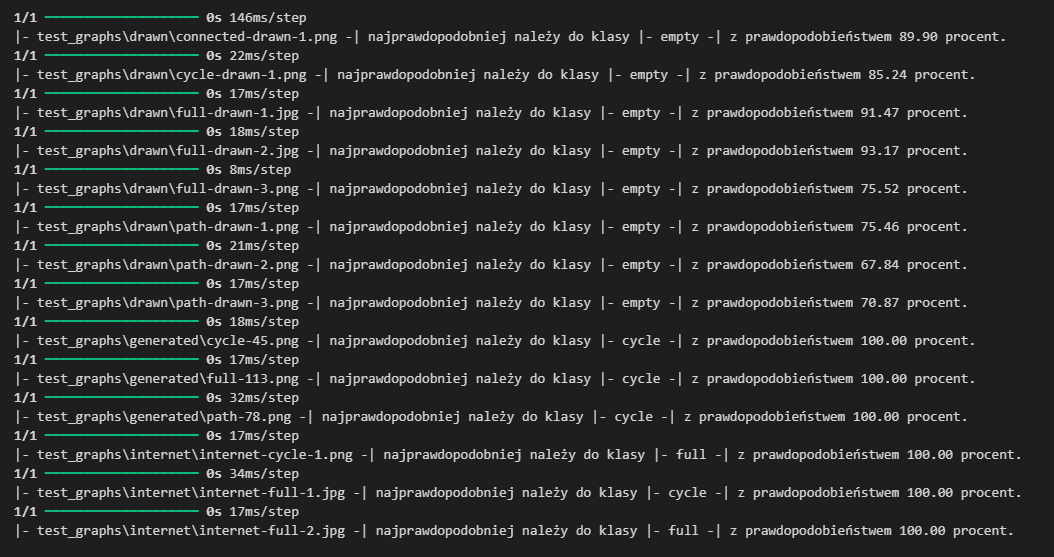 1/1 ━━━━━━━━━━━━━━━━━━━━ 0s 146ms/step
|- test_graphs\drawn\connected-drawn-1.png -| najprawdopodobniej należy do klasy |- empty -| z prawdopodobieństwem 89.90 procent.
1/1 ━━━━━━━━━━━━━━━━━━━━ 0s 22ms/step
|- test_graphs\drawn\cycle-drawn-1.png -| najprawdopodobniej należy do klasy |- empty -| z prawdopodobieństwem 85.24 procent.
1/1 ━━━━━━━━━━━━━━━━━━━━ 0s 17ms/step
|- test_graphs\drawn\full-drawn-1.jpg -| najprawdopodobniej należy do klasy |- empty -| z prawdopodobieństwem 91.47 procent.
1/1 ━━━━━━━━━━━━━━━━━━━━ 0s 18ms/step
|- test_graphs\drawn\full-drawn-2.jpg -| najprawdopodobniej należy do klasy |- empty -| z prawdopodobieństwem 93.17 procent.
1/1 ━━━━━━━━━━━━━━━━━━━━ 0s 8ms/step
|- test_graphs\drawn\full-drawn-3.png -| najprawdopodobniej należy do klasy |- empty -| z prawdopodobieństwem 75.52 procent.
1/1 ━━━━━━━━━━━━━━━━━━━━ 0s 17ms/step
|- test_graphs\drawn\path-drawn-1.png -| najprawdopodobniej należy do klasy |- empty -| z prawdopodobieństwem 75.46 procent.
1/1 ━━━━━━━━━━━━━━━━━━━━ 0s 21ms/step
|- test_graphs\drawn\path-drawn-2.png -| najprawdopodobniej należy do klasy |- empty -| z prawdopodobieństwem 67.84 procent.
1/1 ━━━━━━━━━━━━━━━━━━━━ 0s 17ms/step
|- test_graphs\drawn\path-drawn-3.png -| najprawdopodobniej należy do klasy |- empty -| z prawdopodobieństwem 70.87 procent.
1/1 ━━━━━━━━━━━━━━━━━━━━ 0s 18ms/step
|- test_graphs\generated\cycle-45.png -| najprawdopodobniej należy do klasy |- cycle -| z prawdopodobieństwem 100.00 procent.
1/1 ━━━━━━━━━━━━━━━━━━━━ 0s 17ms/step
|- test_graphs\generated\full-113.png -| najprawdopodobniej należy do klasy |- cycle -| z prawdopodobieństwem 100.00 procent.
1/1 ━━━━━━━━━━━━━━━━━━━━ 0s 32ms/step
|- test_graphs\generated\path-78.png -| najprawdopodobniej należy do klasy |- cycle -| z prawdopodobieństwem 100.00 procent.
1/1 ━━━━━━━━━━━━━━━━━━━━ 0s 17ms/step
|- test_graphs\internet\internet-cycle-1.png -| najprawdopodobniej należy do klasy |- full -| z prawdopodobieństwem 100.00 procent.
1/1 ━━━━━━━━━━━━━━━━━━━━ 0s 34ms/step
|- test_graphs\internet\internet-full-1.jpg -| najprawdopodobniej należy do klasy |- cycle -| z prawdopodobieństwem 100.00 procent.
1/1 ━━━━━━━━━━━━━━━━━━━━ 0s 17ms/step
|- test_graphs\internet\internet-full-2.jpg -| najprawdopodobniej należy do klasy |- full -| z prawdopodobieństwem 100.00 procent.